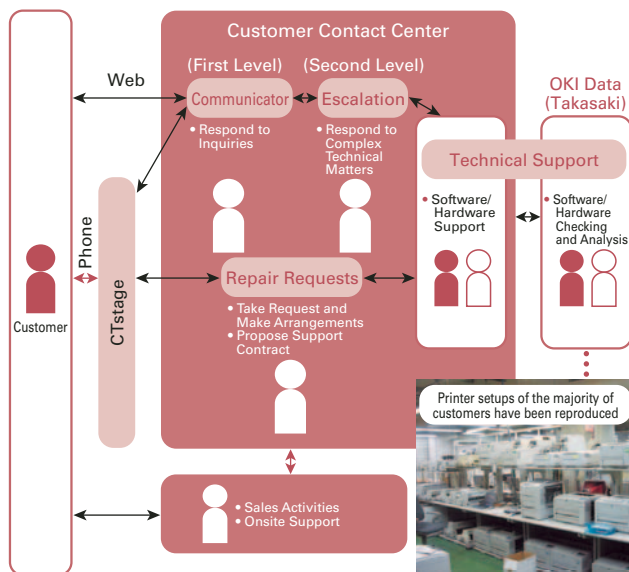 Customer Contact Center
(First Level)
(Second Level)
Web
Communicator
Escalation
OKI Data
(Takasaki)
• Respond to
Inquiries
• Respond to
Complex
Technical
Matters
Technical Support
• Software/
Hardware
Support
• Software/
Hardware
Checking
and Analysis
Phone
Customer
CTstage
Repair Requests
• Take Request and
Make Arrangements
• Propose Support
Contract
Printer setups of the majority of
customers have been reproduced
• Sales Activities
• Onsite Support